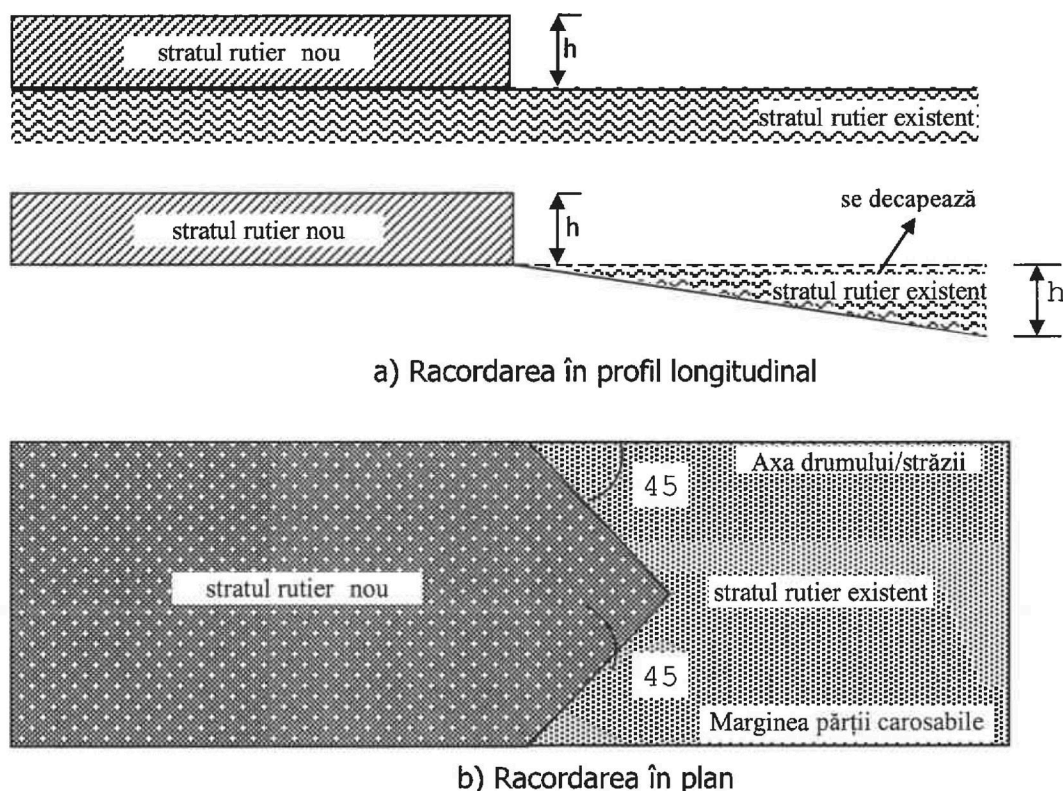 stratul rutier nou
h
stratul rutier existent
se decapează
stratul rutier nou
h
stratul rutier existent
h
a) Racordarea în profil longitudinal
Axa drumului/străzii
45
stratul rutier nou
stratul rutier existent
45
Marginea părții carosabile
b) Racordarea în plan